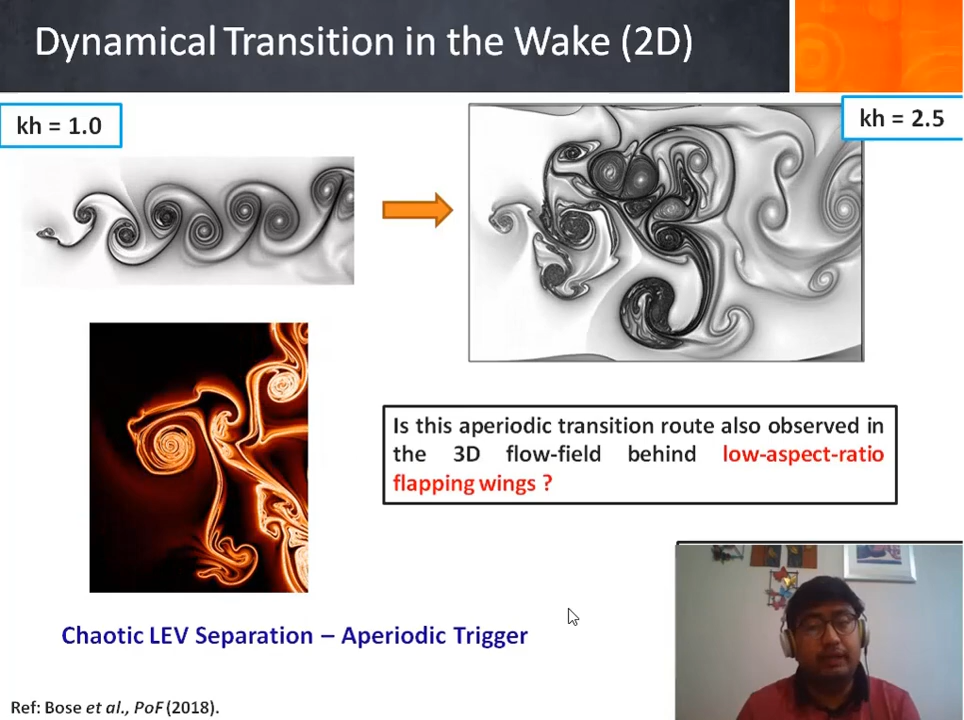 Dynamical Transition in the Wake (2D)
kh = 1.0
kh = 2.5
Is this aperiodic transition route also observed in
the 3D flow-field behind low-aspect-ratio
flapping wings ?
Chaotic LEV Separation – Aperiodic Trigger
Ref: Bose et al., PoF (2018).